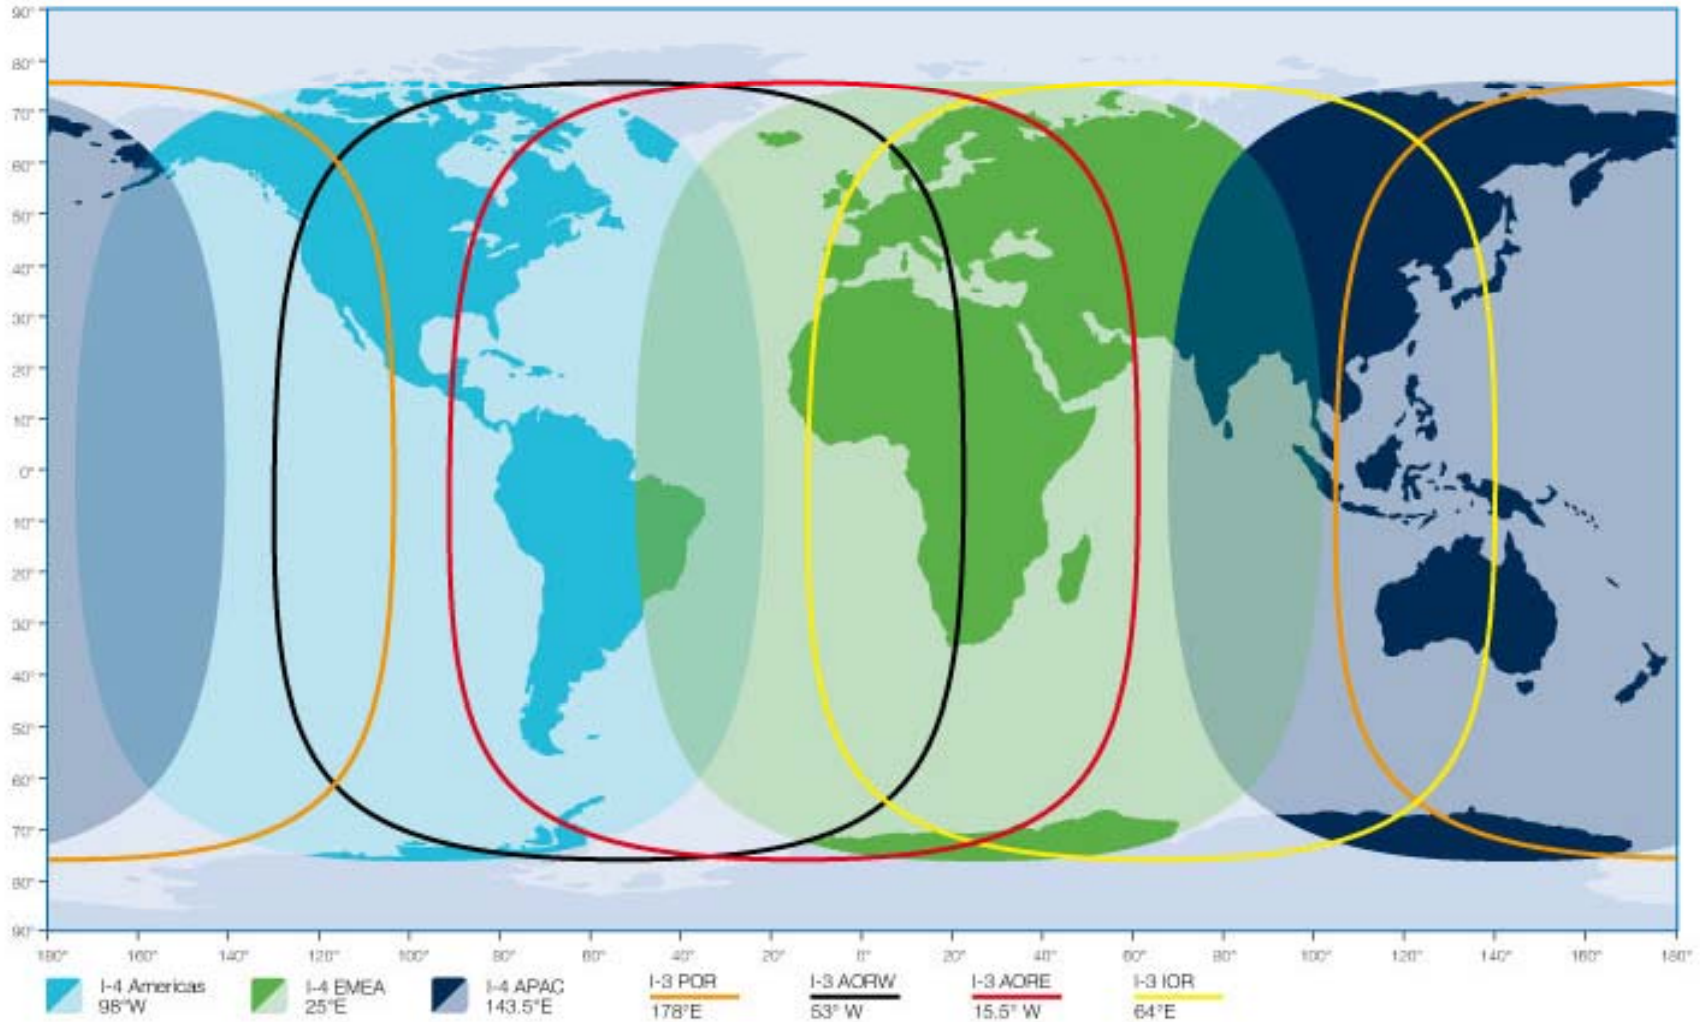 90°
80°
70°
60°
50°
40°
30°
20°
10°
0°
10°
20°
30°
40°
50°
60°
70°
80°
90°
180° 160° 140° 120° 100° 80° 60° 40° 20° 0° 20° 40° 60° 80° 100° 120° 140° 160° 180°
I-4 Americas
98°W
I-4 EMEA
25°E
I-4 APAC
143.5°E
I-3 POR
178°E
I-3 AORW
53° W
I-3 AORE
15.5° W
I-3 IOR
64°E